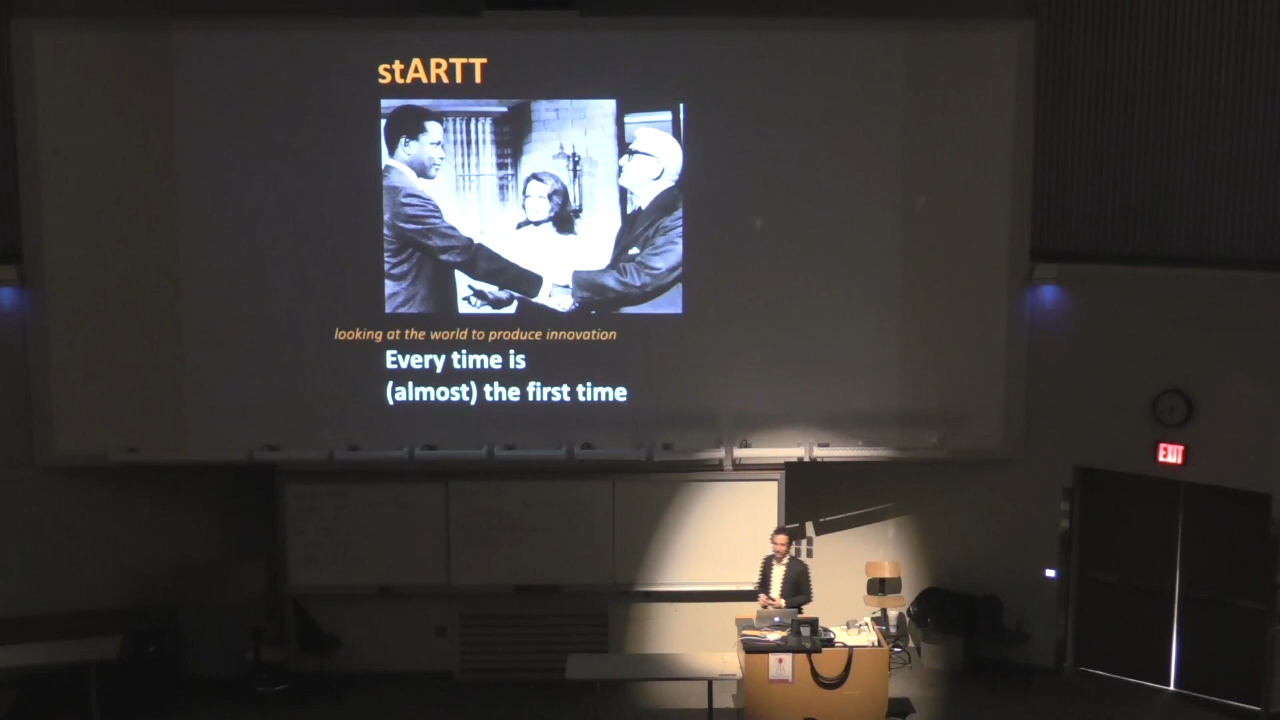 stARTT
looking at the world to produce innovation
Every time is
(almost) the first time
EXIT